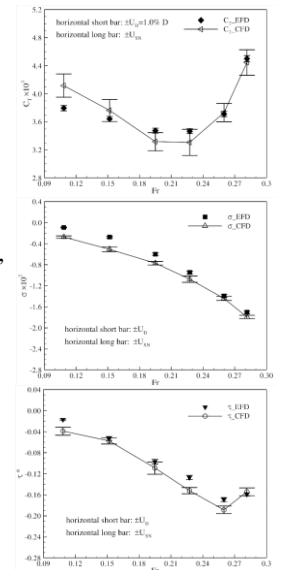 5.2
4.8
4.4
4.0
3.6
3.2
2.8
C_T ×10³
horizontal short bar: ±U_D=1.0% D
horizontal long bar: ±U_SN
C_T_EFD
C_T_CFD
0.09 0.12 0.15 0.18 0.21 0.24 0.27 0.3
Fr
,
0.4
0.0
-0.4
-0.8
-1.2
-1.6
-2.0
-2.4
-2.8
σ_EFD
σ_CFD
horizontal short bar: ±U_D
horizontal long bar: ±U_SN
0.09 0.12 0.15 0.18 0.21 0.24 0.27 0.30
Fr
0.04
0.00
-0.04
-0.08
-0.12
-0.16
-0.20
-0.24
-0.28
τ_EFD
τ_CFD
horizontal short bar: ±U_D
horizontal long bar: ±U_SN
0.09 0.12 0.15 0.18 0.21 0.24 0.27 0.3
Fr